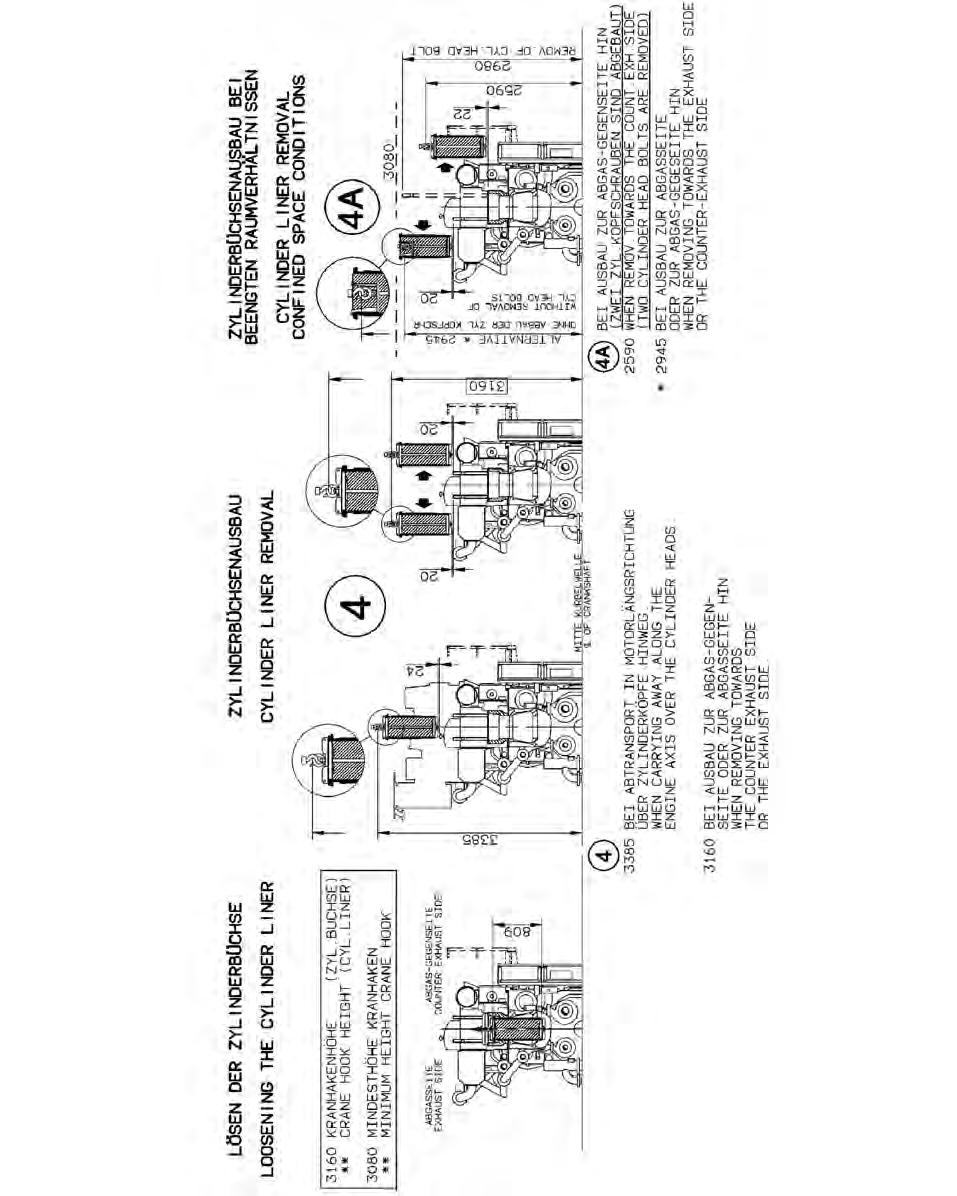 LÖSEN DER ZYLINDERBÜCHSE
LOOSENING THE CYLINDER LINER
3160 KRANHAKENHÖHE (ZYL.BUCHSE)
** CRANE HOOK HEIGHT (CYL.LINER)
3080 MINDESTHÖHE KRANHAKEN
** MINIMUM HEIGHT CRANE HOOK
ABGASSEITE
EXHAUST SIDE
ABGAS-GEGENSEITE
COUNTER EXHAUST SIDE
809
ZYLINDERBÜCHSENAUSBAU
CYLINDER LINER REMOVAL
4
3385
24
20
20
3160
MITTE KURBELWELLE
OF CRANKSHAFT
4
3385 BEI ABTRANSPORT IN MOTORLÄNGSRICHTUNG
ÜBER ZYLINDERKÖPFE HINWEG
WHEN CARRYING AWAY ALONG THE
ENGINE AXIS OVER THE CYLINDER HEADS
3160 BEI AUSBAU ZUR ABGAS-GEGEN-
SEITE ODER ZUR ABGASSEITE HIN
WHEN REMOVING TOWARDS
THE COUNTER EXHAUST SIDE
OR THE EXHAUST SIDE
ZYLINDERBÜCHSENAUSBAU BEI
BEENGTEN RAUMVERHÄLTNISSEN
CYLINDER LINER REMOVAL
CONFINED SPACE CONDITIONS
4A
3080
ALTERNATIVE * 2945
OHNE ABBAU DER ZYL KOPFSCHR
WITHOUT REMOVAL OF
CYL HEAD BOLTS
20
22
2590
2980
REMOV OF CYL HEAD BOLT
4A
BEI AUSBAU ZUR ABGAS-GEGENSEITE HIN
(ZWEI ZYL KOPFSCHRAUBEN SIND ABGEBAUT)
2590 WHEN REMOV TOWARDS THE COUNT.EXH SIDE
(TWO CYLINDER HEAD BOLTS ARE REMOVED)
* 2945 BEI AUSBAU ZUR ABGASSEITE
ODER ZUR ABGAS-GEGESEITE HIN
WHEN REMOVING TOWARDS THE EXHAUST SIDE
OR THE COUNTER-EXHAUST SIDE